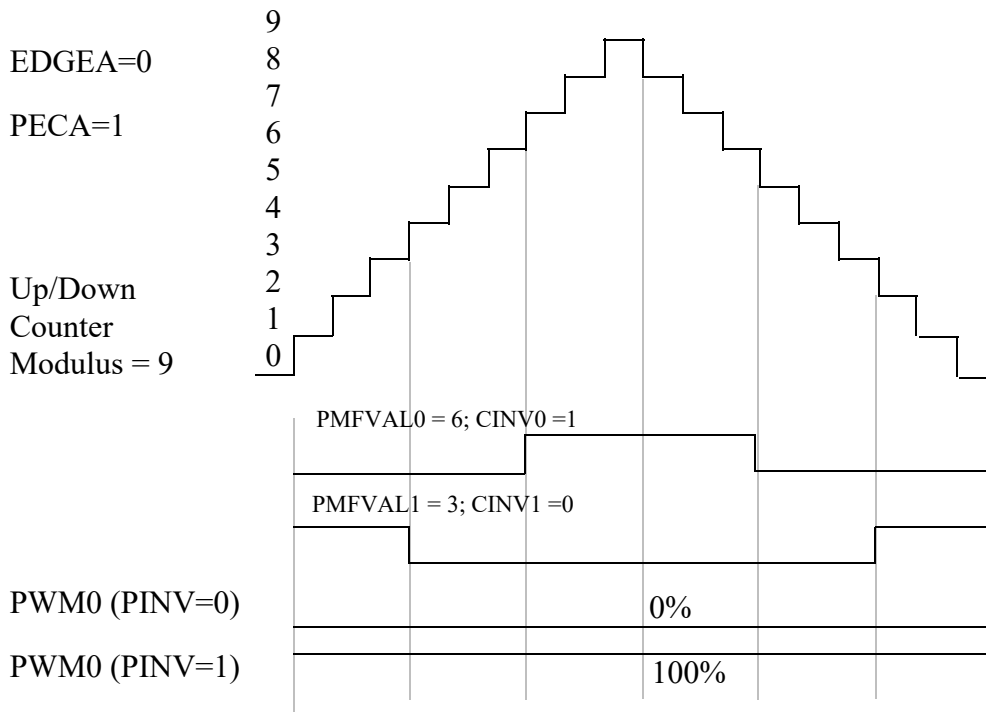 EDGEA=0
PECA=1
Up/Down
Counter
Modulus = 9
9
8
7
6
5
4
3
2
1
0
PMFVAL0 = 6; CINV0 =1
PMFVAL1 = 3; CINV1 =0
PWM0 (PINV=0)
0%
PWM0 (PINV=1)
100%